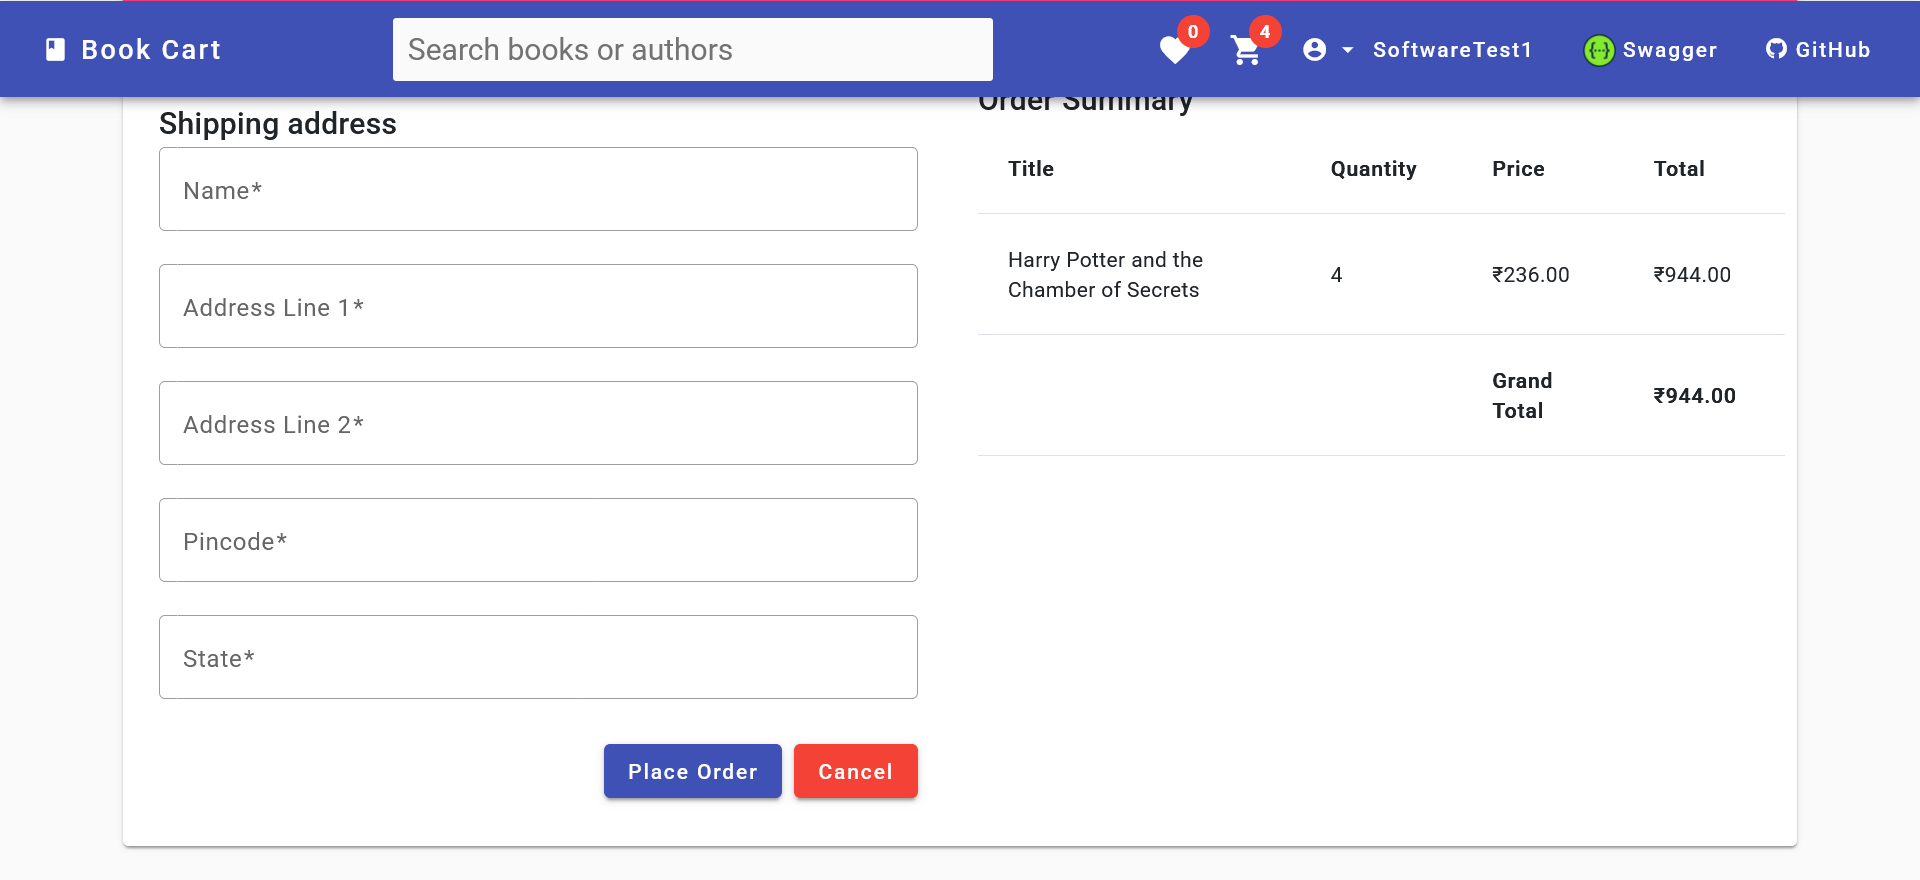 Book Cart
Search books or authors
0
4
SoftwareTest1
Swagger
GitHub
Shipping address
Name*
Address Line 1*
Address Line 2*
Pincode*
State*
Place Order
Cancel
Order Summary
Title Quantity Price Total
Harry Potter and the
Chamber of Secrets
4 ₹236.00 ₹944.00
Grand
Total
₹944.00